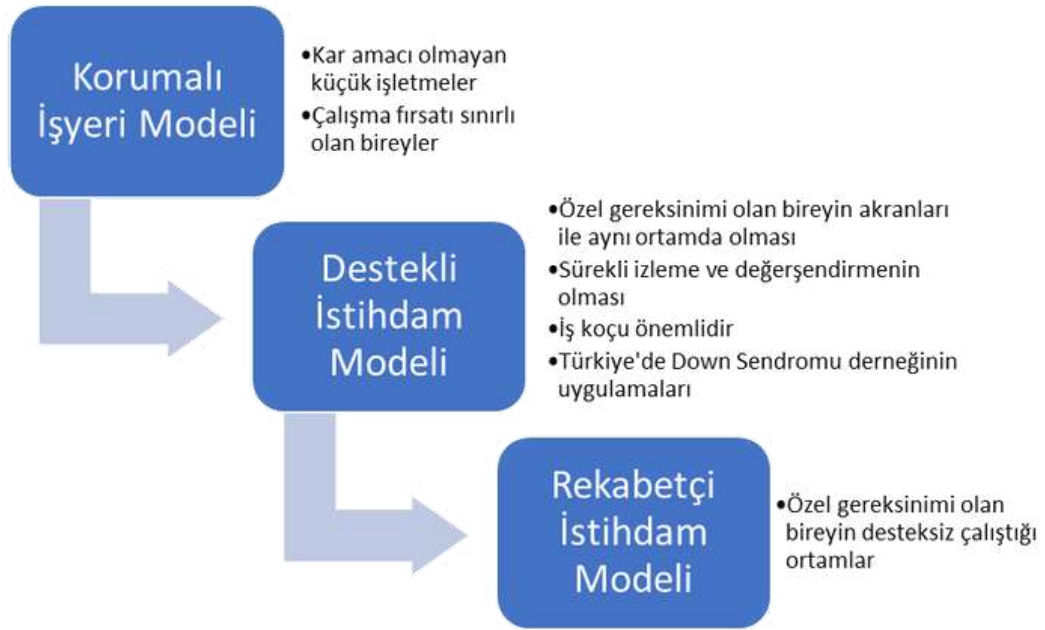 Korumalı
İşyeri Modeli
•Kar amacı olmayan
küçük işletmeler
•Çalışma fırsatı sınırlı
olan bireyler
Destekli
İstihdam
Modeli
•Özel gereksinimi olan bireyin akranları
ile aynı ortamda olması
•Sürekli izleme ve değerşendirmenin
olması
•İş koçu önemlidir
•Türkiye'de Down Sendromu derneğinin
uygulamaları
Rekabetçi
İstihdam
Modeli
•Özel gereksinimi olan
bireyin desteksiz çalıştığı
ortamlar